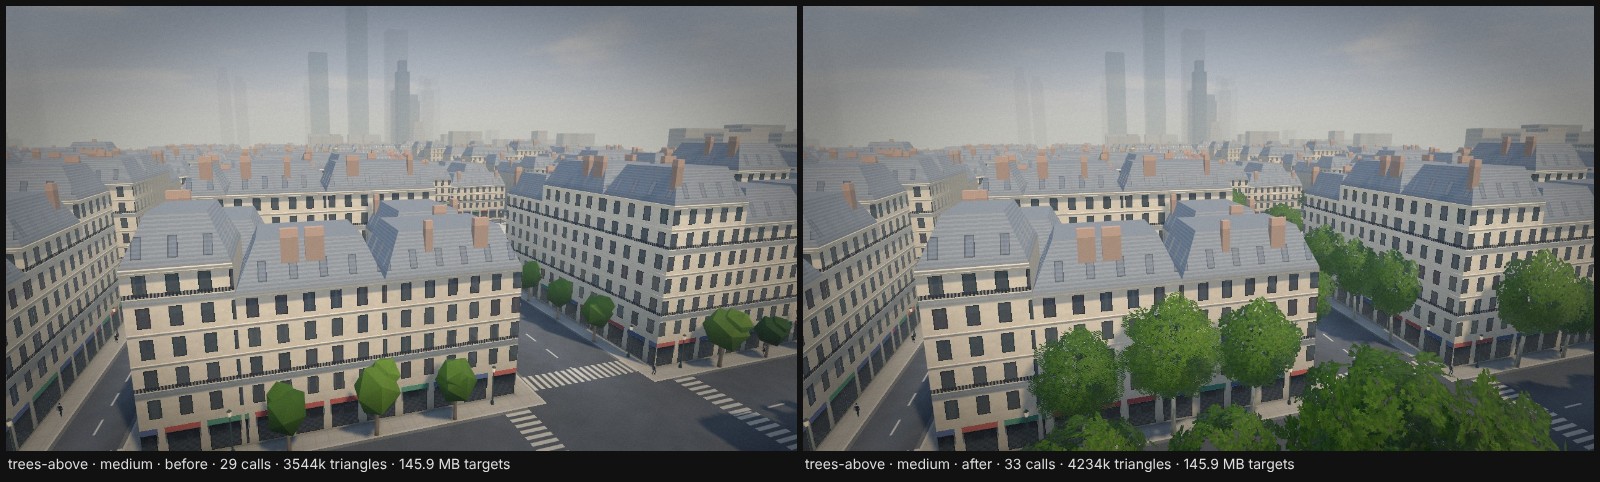 trees-above · medium · before · 29 calls · 3544k triangles · 145.9 MB targets
trees-above · medium · after · 33 calls · 4234k triangles · 145.9 MB targets